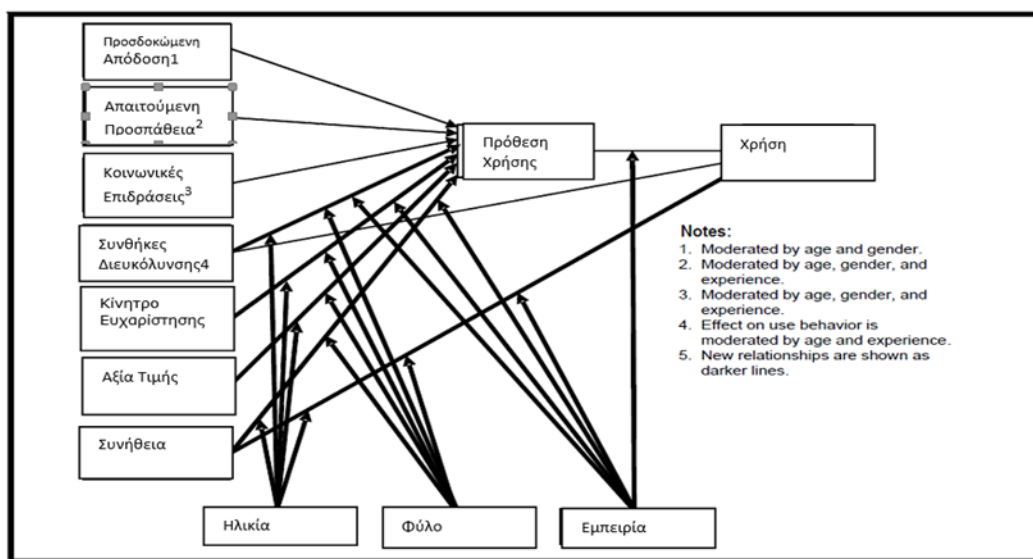 Προσδοκώμενη
Απόδοση1
Απαιτούμενη
Προσπάθεια2
Κοινωνικές
Επιδράσεις3
Συνθήκες
Διευκόλυνσης4
Κίνητρο
Ευχαρίστησης
Αξία Τιμής
Συνήθεια
Πρόθεση
Χρήσης
Χρήση
Notes:
1. Moderated by age and gender.
2. Moderated by age, gender, and
experience.
3. Moderated by age, gender, and
experience.
4. Effect on use behavior is
moderated by age and experience.
5. New relationships are shown as
darker lines.
Ηλικία
Φύλο
Εμπειρία